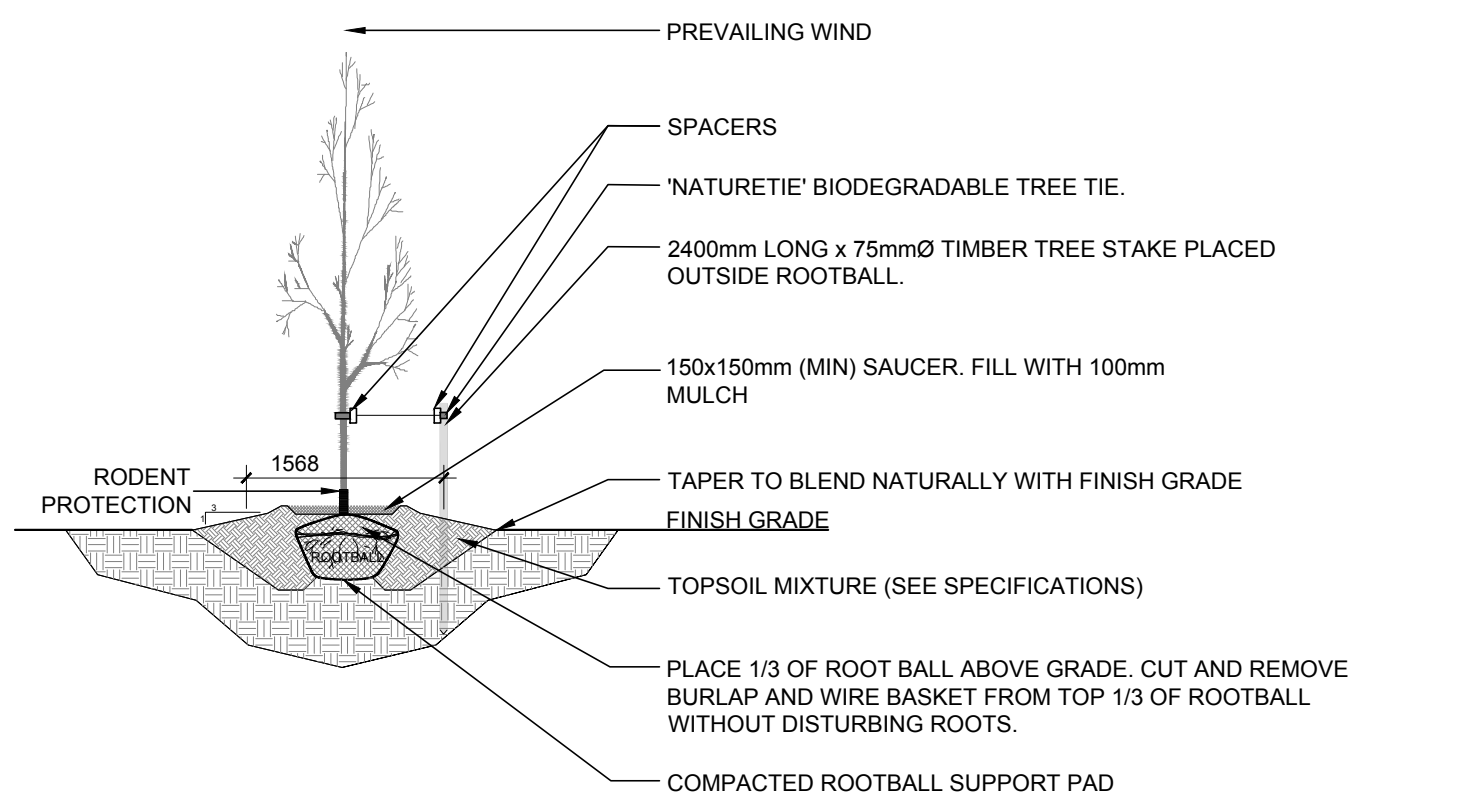 PREVAILING WIND
SPACERS
'NATURETIE' BIODEGRADABLE TREE TIE.
2400mm LONG x 75mmØ TIMBER TREE STAKE PLACED
OUTSIDE ROOTBALL.
150x150mm (MIN) SAUCER. FILL WITH 100mm
MULCH
1568
RODENT
PROTECTION
TAPER TO BLEND NATURALLY WITH FINISH GRADE
3
1
FINISH GRADE
ROOTBALL
TOPSOIL MIXTURE (SEE SPECIFICATIONS)
PLACE 1/3 OF ROOT BALL ABOVE GRADE. CUT AND REMOVE
BURLAP AND WIRE BASKET FROM TOP 1/3 OF ROOTBALL
WITHOUT DISTURBING ROOTS.
COMPACTED ROOTBALL SUPPORT PAD